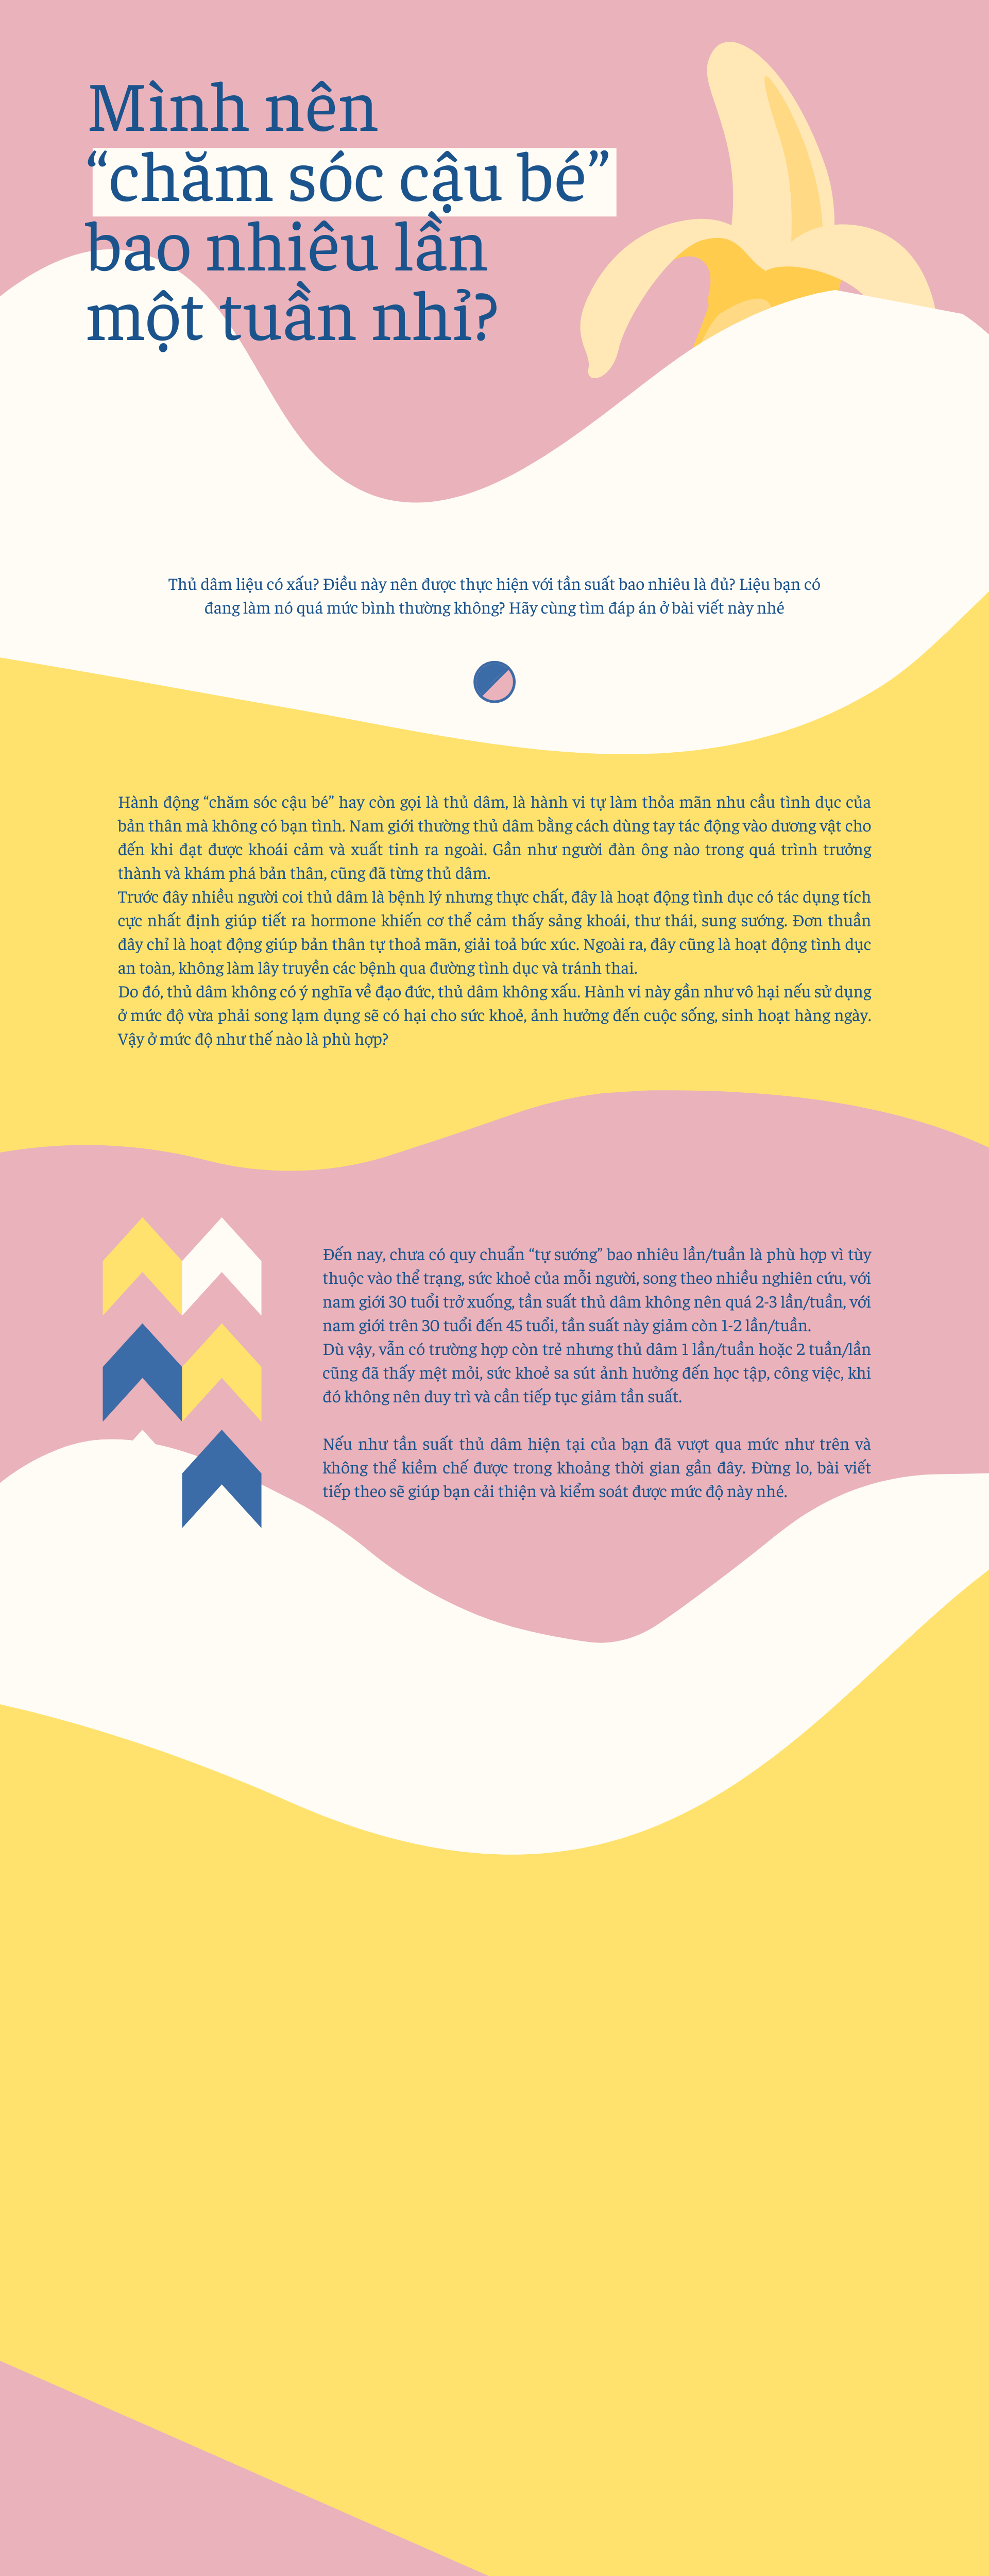 Mình nên
“chăm sóc cậu bé”
bao nhiêu lần
một tuần nhỉ?
Thủ dâm liệu có xấu? Điều này nên được thực hiện với tần suất bao nhiêu là đủ? Liệu bạn có
đang làm nó quá mức bình thường không? Hãy cùng tìm đáp án ở bài viết này nhé
Hành động “chăm sóc cậu bé” hay còn gọi là thủ dâm, là hành vi tự làm thỏa mãn nhu cầu tình dục của
bản thân mà không có bạn tình. Nam giới thường thủ dâm bằng cách dùng tay tác động vào dương vật cho
đến khi đạt được khoái cảm và xuất tinh ra ngoài. Gần như người đàn ông nào trong quá trình trưởng
thành và khám phá bản thân, cũng đã từng thủ dâm.
Trước đây nhiều người coi thủ dâm là bệnh lý nhưng thực chất, đây là hoạt động tình dục có tác dụng tích
cực nhất định giúp tiết ra hormone khiến cơ thể cảm thấy sảng khoái, thư thái, sung sướng. Đơn thuần
đây chỉ là hoạt động giúp bản thân tự thoả mãn, giải toả bức xúc. Ngoài ra, đây cũng là hoạt động tình dục
an toàn, không làm lây truyền các bệnh qua đường tình dục và tránh thai.
Do đó, thủ dâm không có ý nghĩa về đạo đức, thủ dâm không xấu. Hành vi này gần như vô hại nếu sử dụng
ở mức độ vừa phải song lạm dụng sẽ có hại cho sức khoẻ, ảnh hưởng đến cuộc sống, sinh hoạt hàng ngày.
Vậy ở mức độ như thế nào là phù hợp?
Đến nay, chưa có quy chuẩn “tự sướng” bao nhiêu lần/tuần là phù hợp vì tùy
thuộc vào thể trạng, sức khoẻ của mỗi người, song theo nhiều nghiên cứu, với
nam giới 30 tuổi trở xuống, tần suất thủ dâm không nên quá 2-3 lần/tuần, với
nam giới trên 30 tuổi đến 45 tuổi, tần suất này giảm còn 1-2 lần/tuần.
Dù vậy, vẫn có trường hợp còn trẻ nhưng thủ dâm 1 lần/tuần hoặc 2 tuần/lần
cũng đã thấy mệt mỏi, sức khoẻ sa sút ảnh hưởng đến học tập, công việc, khi
đó không nên duy trì và cần tiếp tục giảm tần suất.
Nếu như tần suất thủ dâm hiện tại của bạn đã vượt qua mức như trên và
không thể kiềm chế được trong khoảng thời gian gần đây. Đừng lo, bài viết
tiếp theo sẽ giúp bạn cải thiện và kiểm soát được mức độ này nhé.